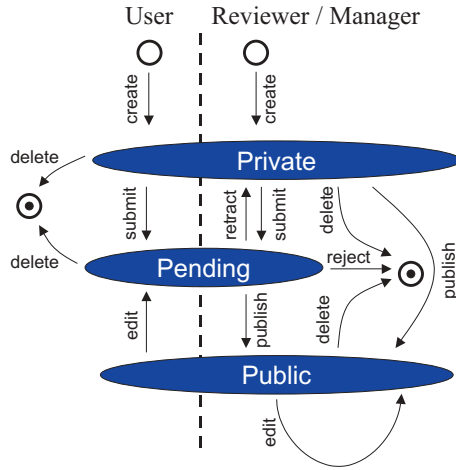 User
Reviewer / Manager
create
create
Private
delete
submit
retract
submit
delete
publish
delete
Pending
reject
edit
publish
delete
Public
edit